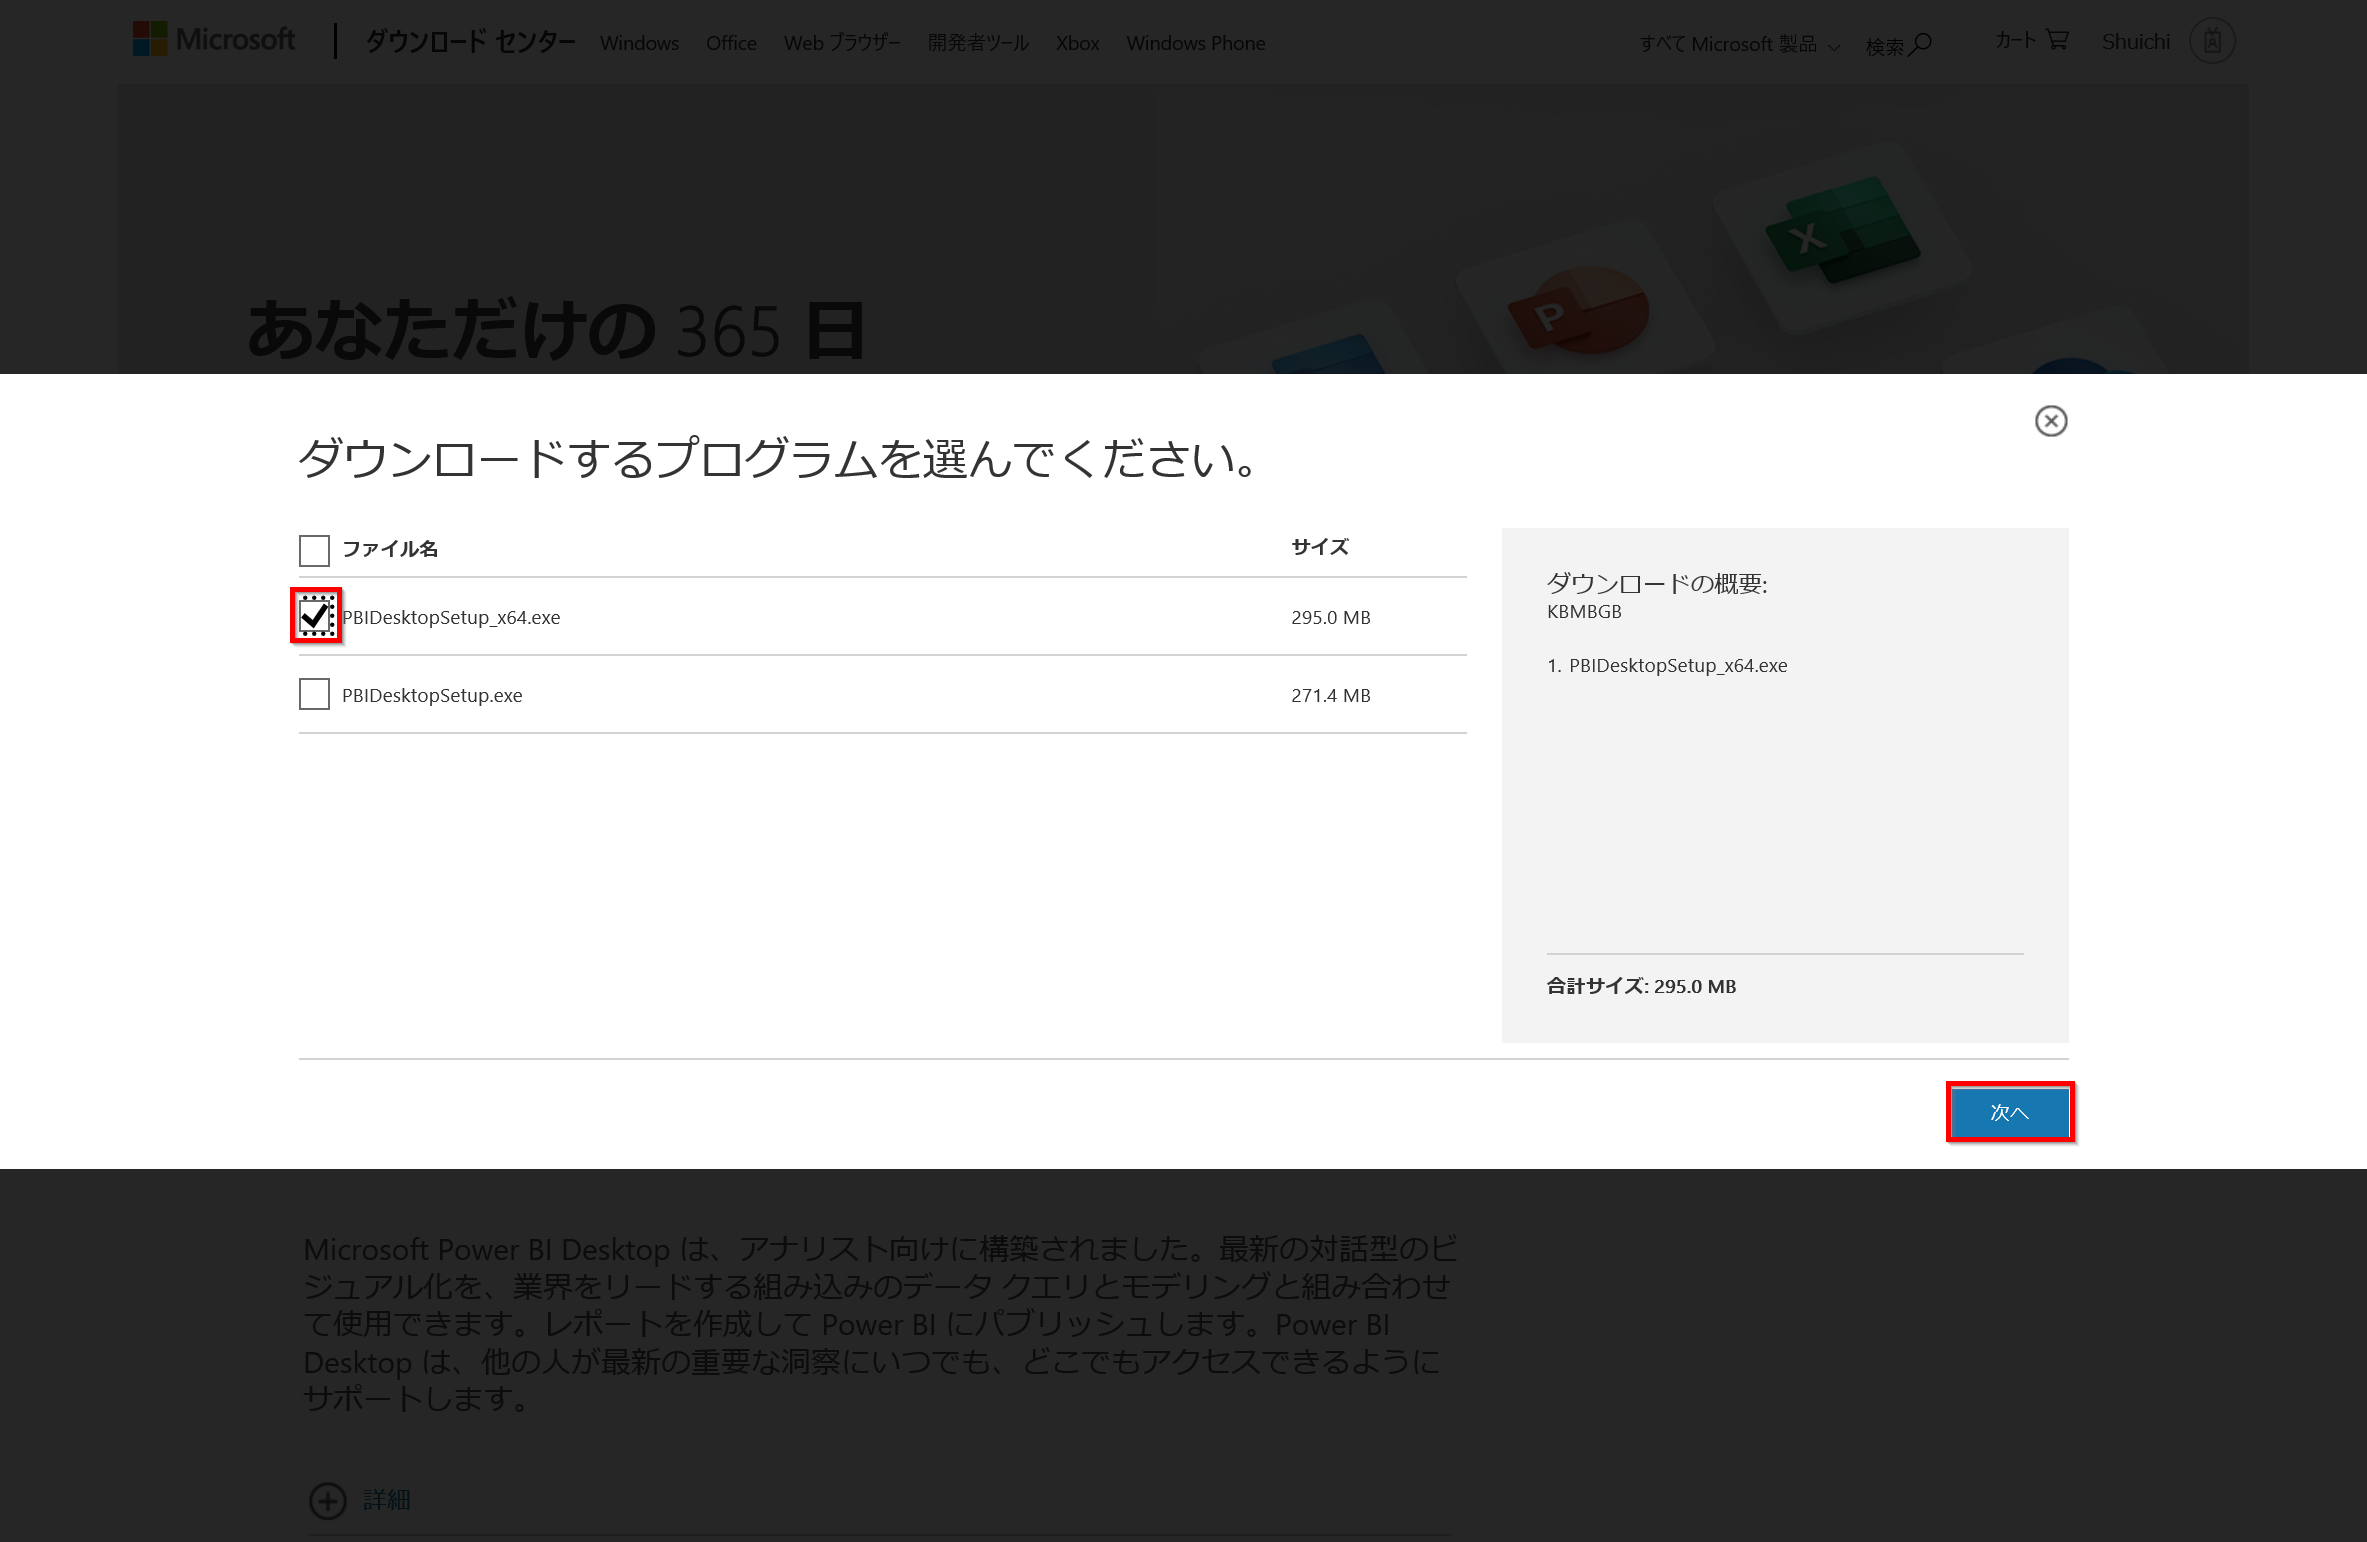 Microsoft ダウンロード センター Windows Office Web ブラウザー 開発者ツール Xbox Windows Phone すべて Microsoft 製品 検索 カート Shuichi
あなただけの 365 日
X
P
ダウンロードするプログラムを選んでください。
ファイル名 サイズ
PBIDesktopSetup_x64.exe 295.0 MB
PBIDesktopSetup.exe 271.4 MB
ダウンロードの概要:
KBMBGB
1. PBIDesktopSetup_x64.exe
合計サイズ: 295.0 MB
次へ
Microsoft Power BI Desktop は、アナリスト向けに構築されました。最新の対話型のビ
ジュアル化を、業界をリードする組み込みのデータ クエリとモデリングと組み合わせ
て使用できます。レポートを作成して Power BI にパブリッシュします。Power BI
Desktop は、他の人が最新の重要な洞察にいつでも、どこでもアクセスできるように
サポートします。
詳細